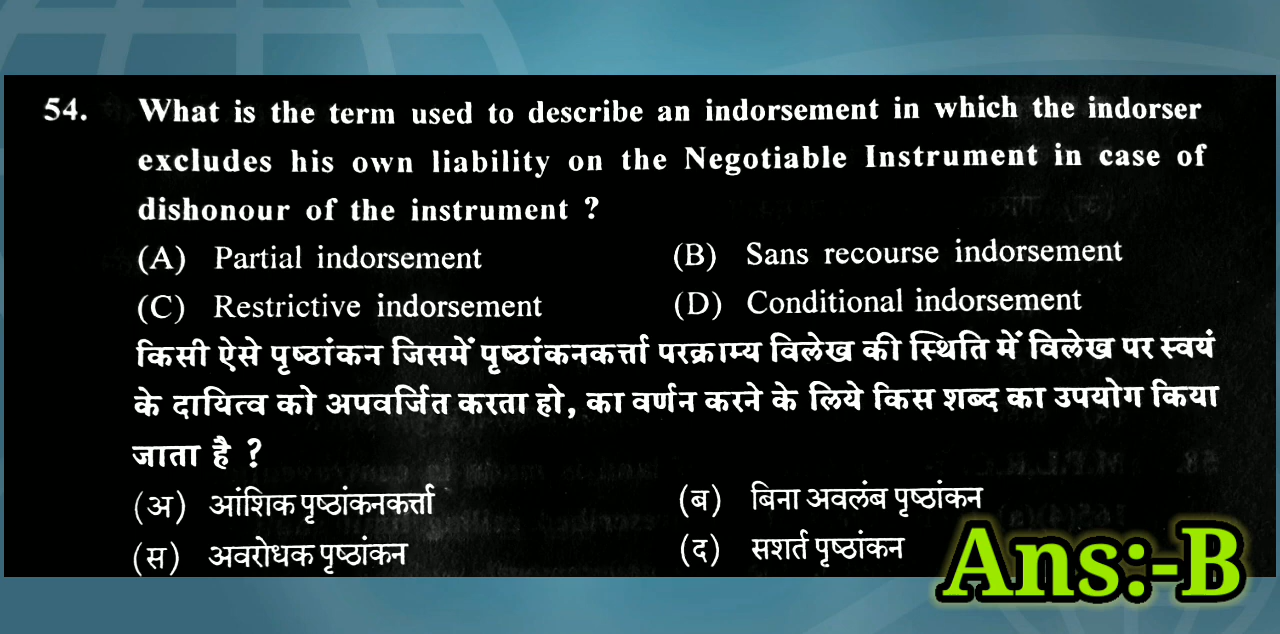 54. What is the term used to describe an indorsement in which the indorser
excludes his own liability on the Negotiable Instrument in case of
dishonour of the instrument ?
(A) Partial indorsement (B) Sans recourse indorsement
(C) Restrictive indorsement (D) Conditional indorsement
किसी ऐसे पृष्ठांकन जिसमें पृष्ठांकनकर्त्ता परक्राम्य विलेख की स्थिति में विलेख पर स्वयं
के दायित्व को अपवर्जित करता हो, का वर्णन करने के लिये किस शब्द का उपयोग किया
जाता है ?
(अ) आंशिक पृष्ठांकनकर्त्ता (ब) बिना अवलंब पृष्ठांकन
(स) अवरोधक पृष्ठांकन (द) सशर्त पृष्ठांकन
Ans:-B